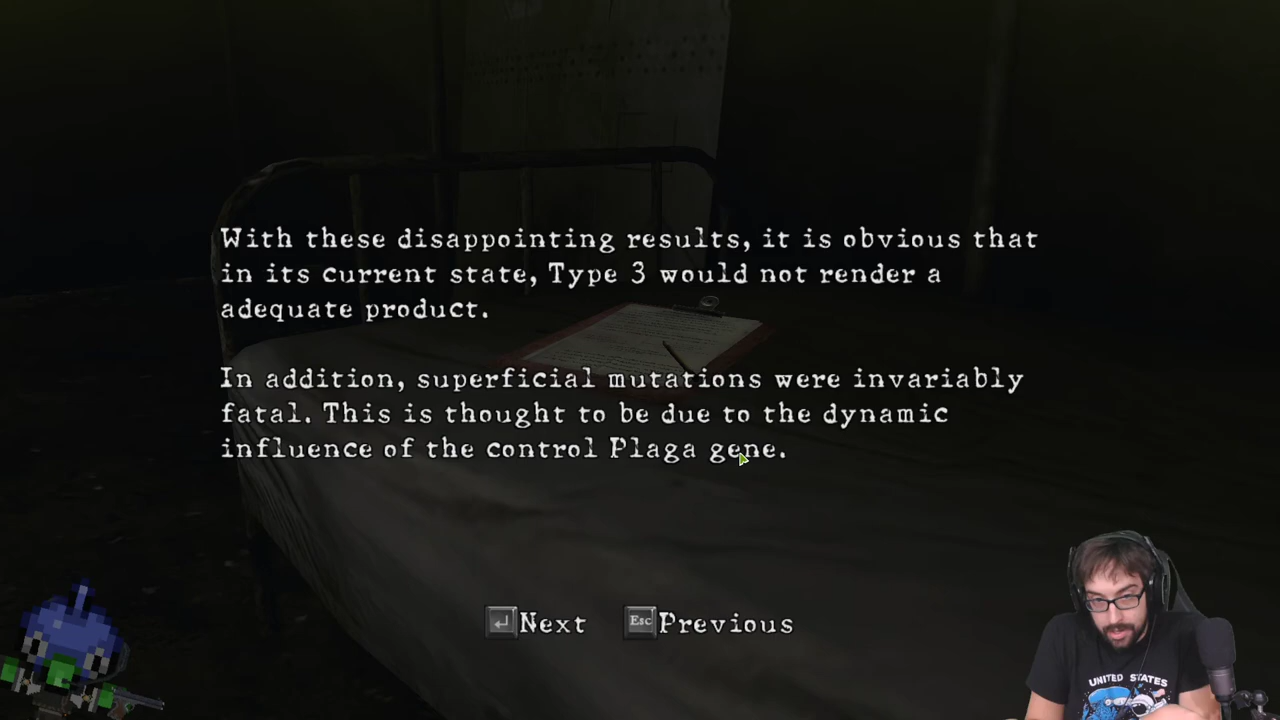 With these disappointing results, it is obvious that
in its current state, Type 3 would not render a
adequate product.
In addition, superficial mutations were invariably
fatal. This is thought to be due to the dynamic
influence of the control Plaga gene.
Next Esc Previous
UNITED STATES